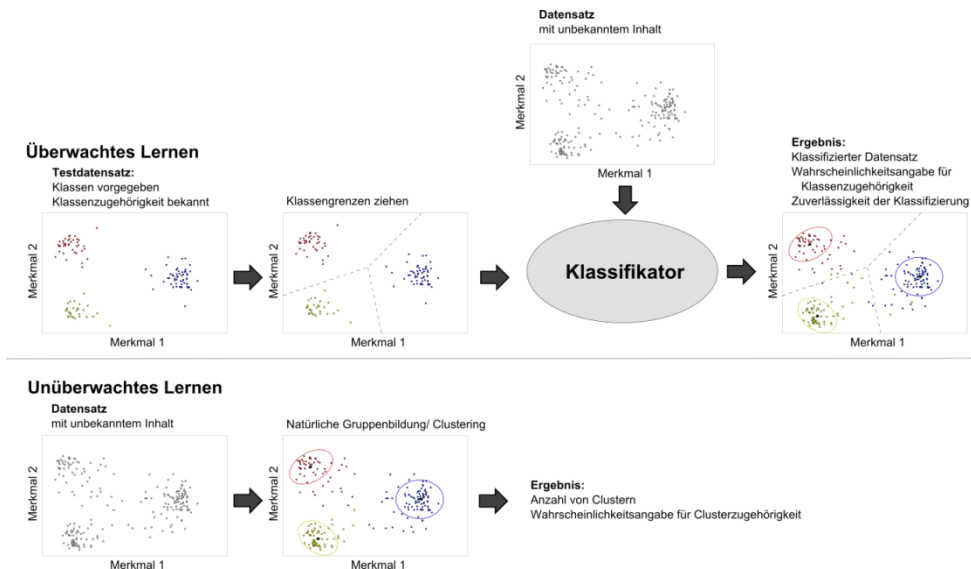 Datensatz
mit unbekanntem Inhalt
Merkmal 2
Merkmal 1
Überwachtes Lernen
Testdatensatz:
Klassen vorgegeben
Klassenzugehörigkeit bekannt
Merkmal 2
Merkmal 1
Klassengrenzen ziehen
Merkmal 2
Merkmal 1
Klassifikator
Ergebnis:
Klassifizierter Datensatz
Wahrscheinlichkeitsangabe für
Klassenzugehörigkeit
Zuverlässigkeit der Klassifizierung
Merkmal 2
Merkmal 1
Unüberwachtes Lernen
Datensatz
mit unbekanntem Inhalt
Merkmal 2
Merkmal 1
Natürliche Gruppenbildung/ Clustering
Merkmal 2
Merkmal 1
Ergebnis:
Anzahl von Clustern
Wahrscheinlichkeitsangabe für Clusterzugehörigkeit